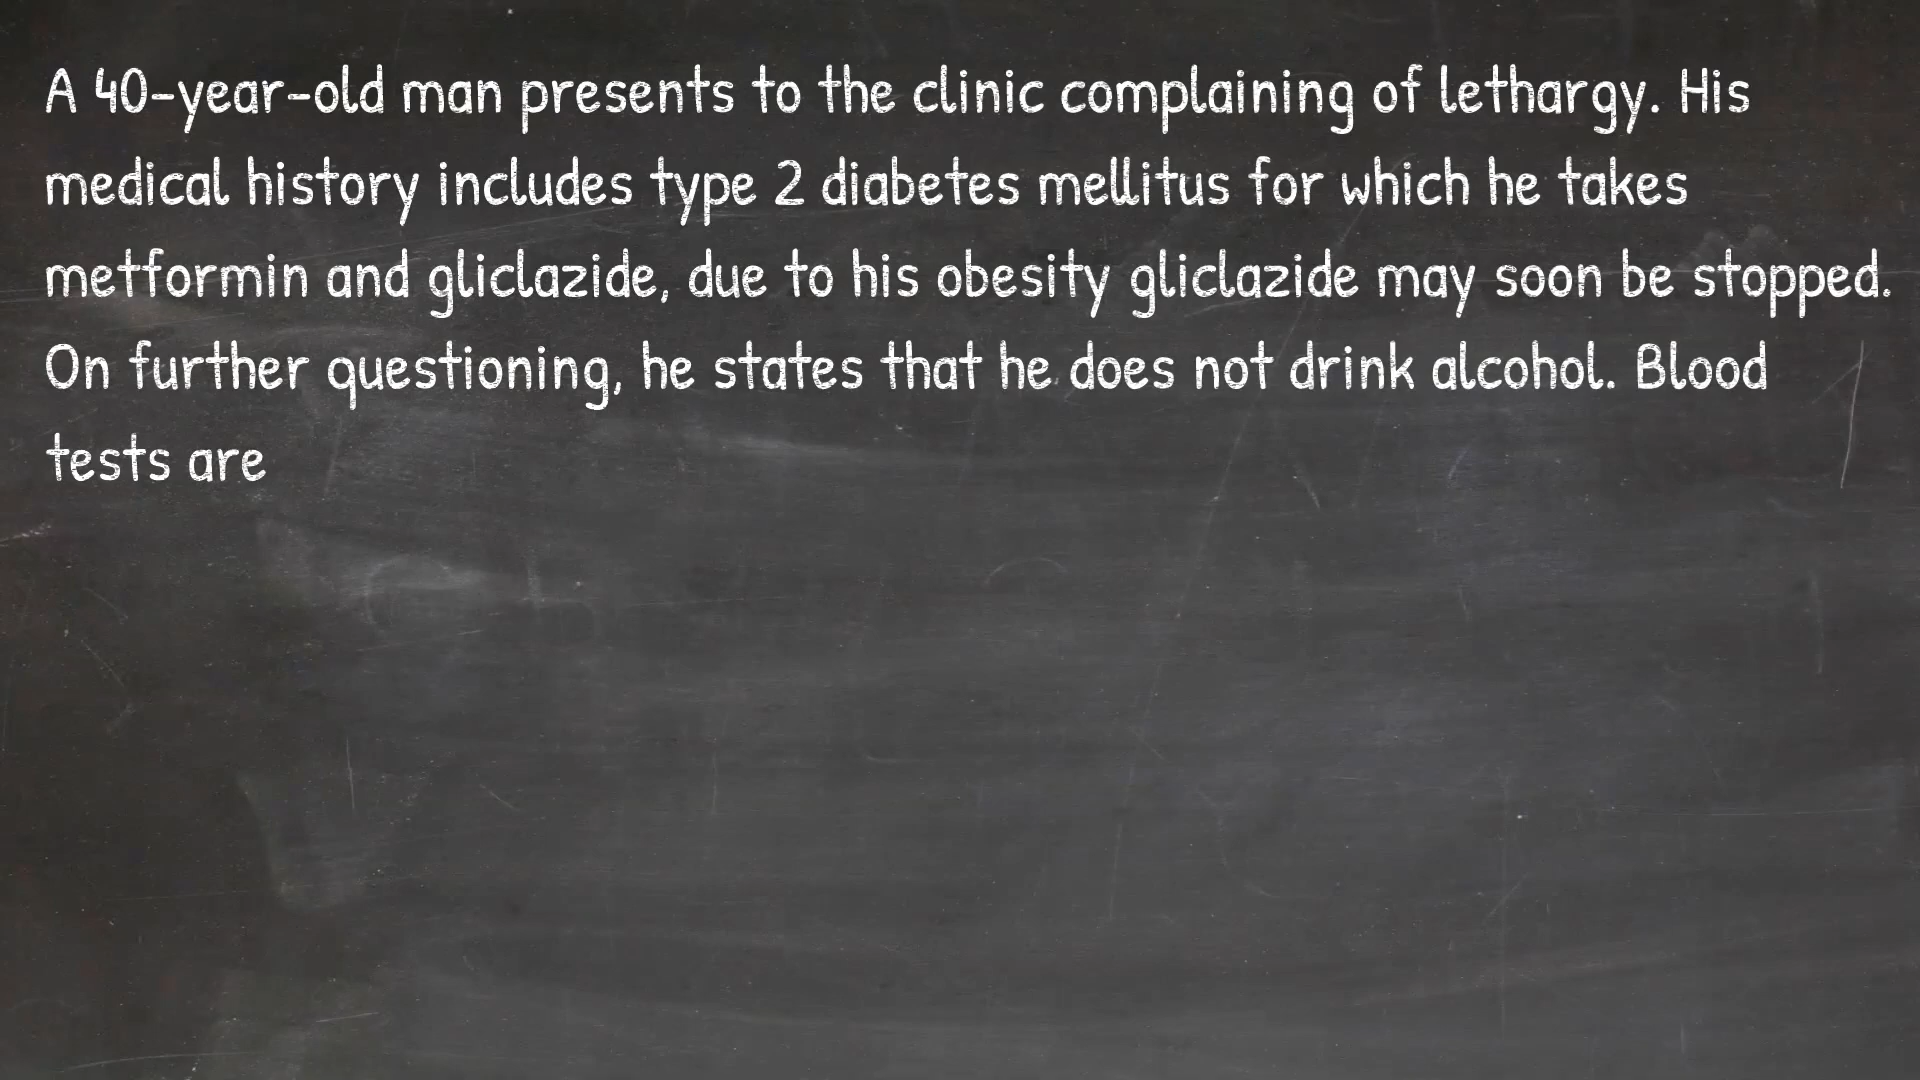 A 40-year-old man presents to the clinic complaining of lethargy. His
medical history includes type 2 diabetes mellitus for which he takes
metformin and gliclazide, due to his obesity gliclazide may soon be stopped.
On further questioning, he states that he does not drink alcohol. Blood
tests are